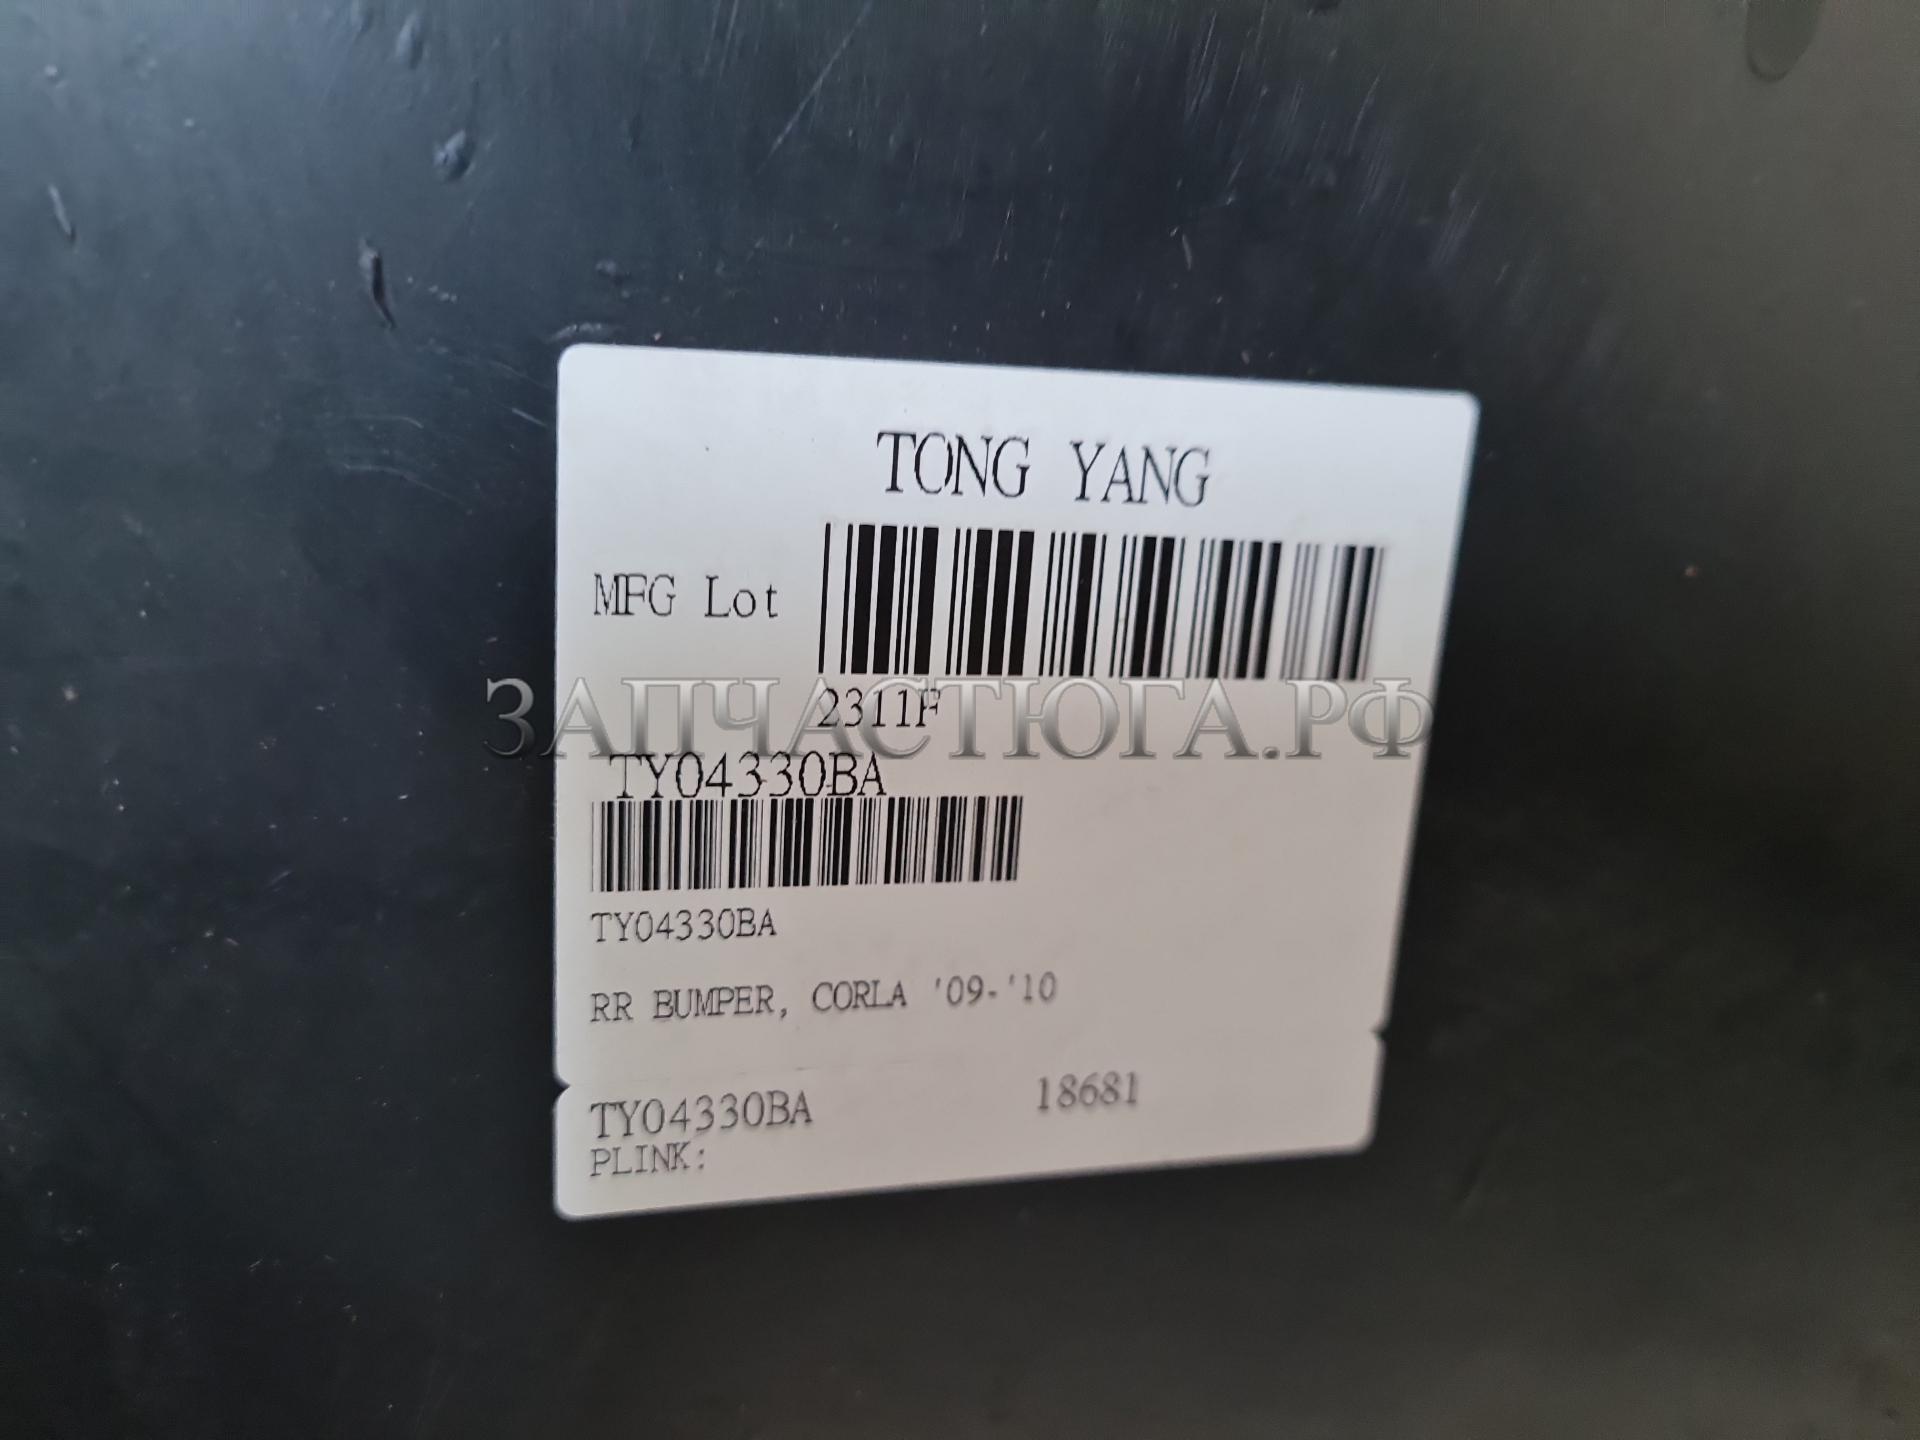 TONG YANG
MFG Lot
2311F
ЗАПЧАСТЮГА.РФ
TY04330BA
TY04330BA
RR BUMPER, CORLA '09-'10
TY04330BA 18681
PLINK: